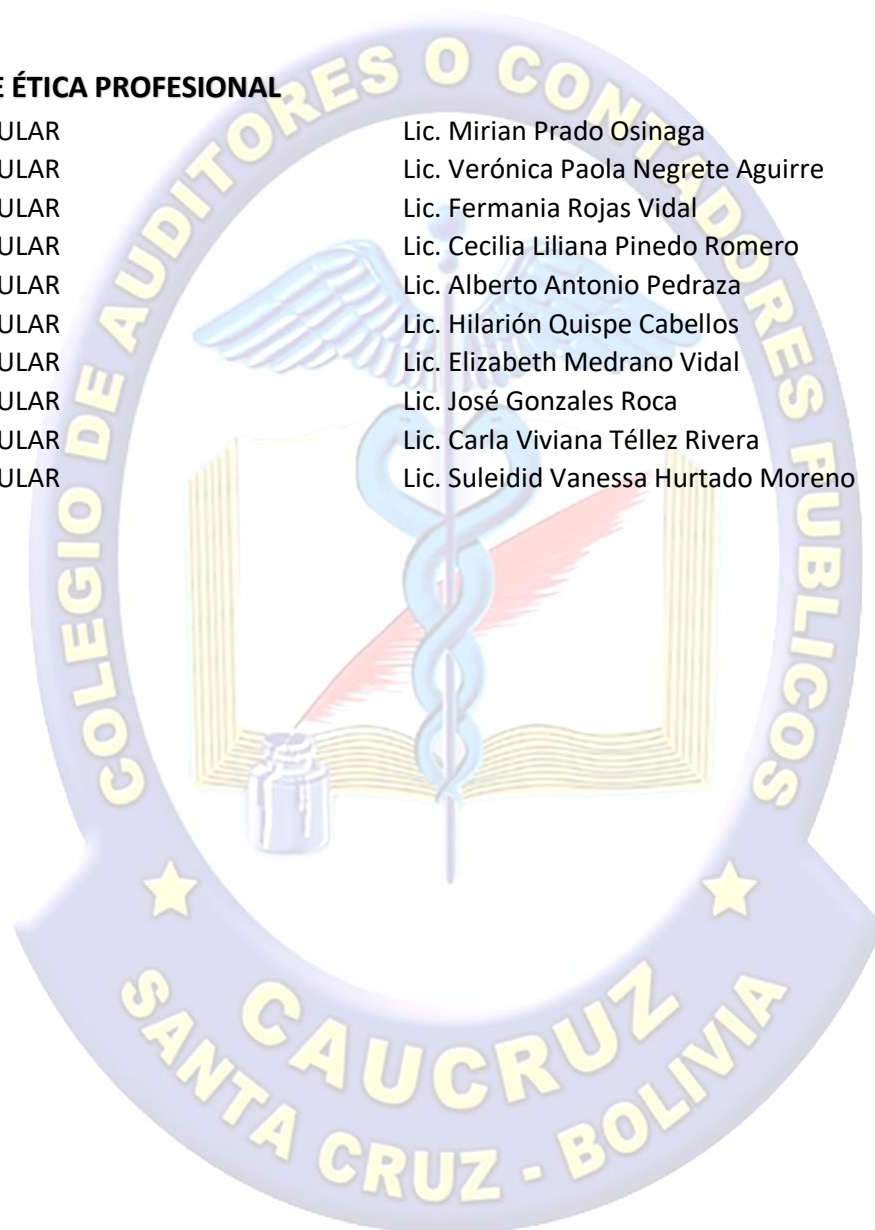 E ÉTICA PROFESIONAL
ULAR Lic. Mirian Prado Osinaga
ULAR Lic. Verónica Paola Negrete Aguirre
ULAR Lic. Fermania Rojas Vidal
ULAR Lic. Cecilia Liliana Pinedo Romero
ULAR Lic. Alberto Antonio Pedraza
ULAR Lic. Hilarión Quispe Cabellos
ULAR Lic. Elizabeth Medrano Vidal
ULAR Lic. José Gonzales Roca
ULAR Lic. Carla Viviana Téllez Rivera
ULAR Lic. Suleidid Vanessa Hurtado Moreno
COLEGIO DE AUDITORES O CONTADORES PUBLICOS
CAUCRUZ
SANTA CRUZ - BOLIVIA